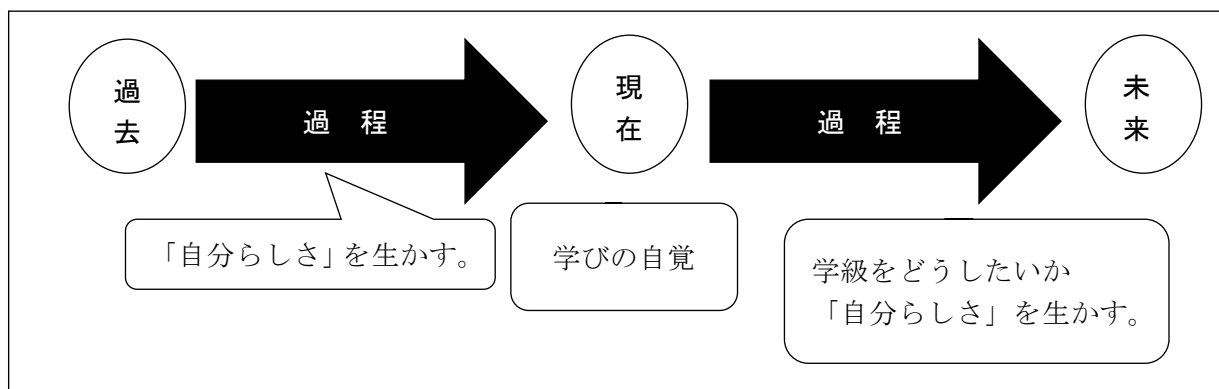 過去
過 程
現在
過 程
未来
「自分らしさ」を生かす。
学びの自覚
学級をどうしたいか
「自分らしさ」を生かす。